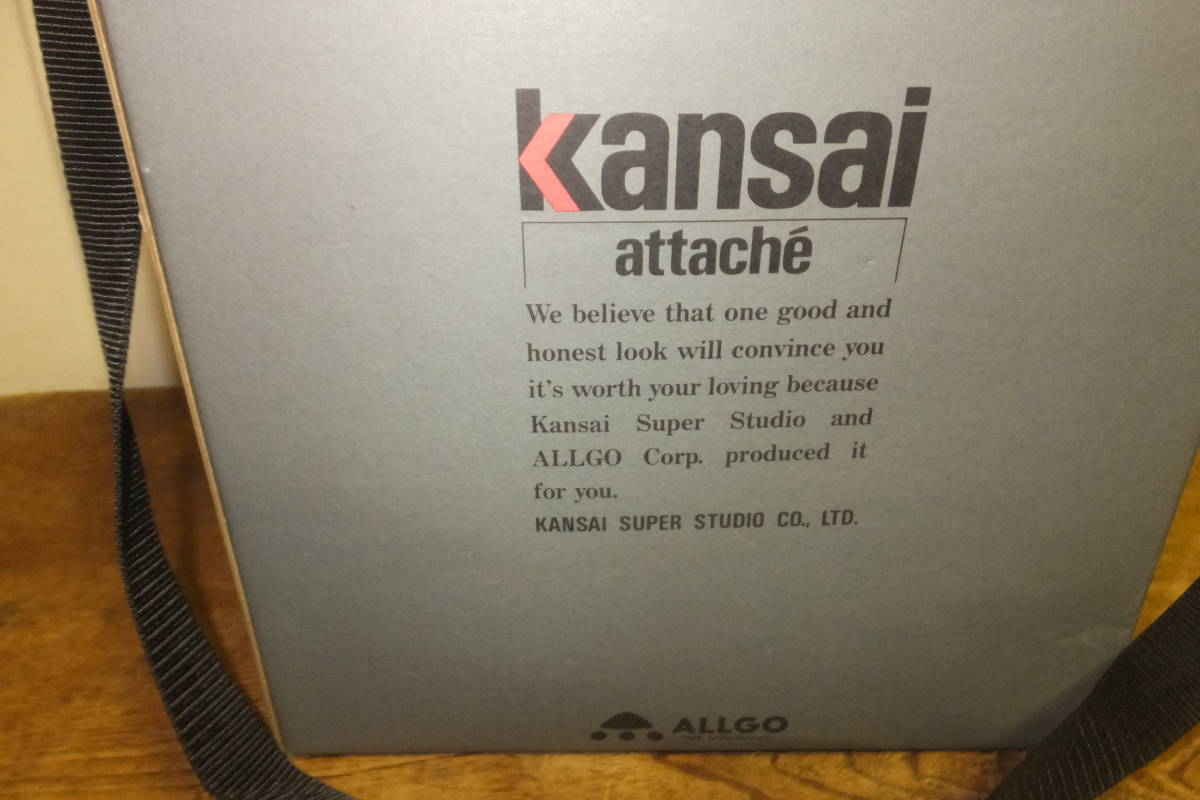 kansai
attaché
We believe that one good and
honest look will convince you
it's worth your loving because
Kansai Super Studio and
ALLGO Corp. produced it
for you.
KANSAI SUPER STUDIO CO., LTD.
ALLGO